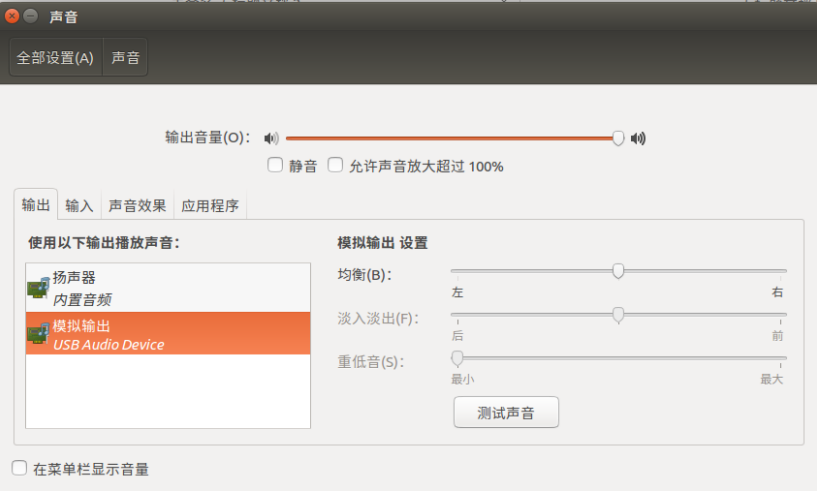 声音
全部设置(A) 声音
输出音量(O)：
静音 允许声音放大超过 100%
输出 输入 声音效果 应用程序
使用以下输出播放声音：
扬声器
内置音频
模拟输出
USB Audio Device
模拟输出 设置
均衡(B)：
左 右
淡入淡出(F)：
后 前
重低音(S)：
最小 最大
测试声音
在菜单栏显示音量